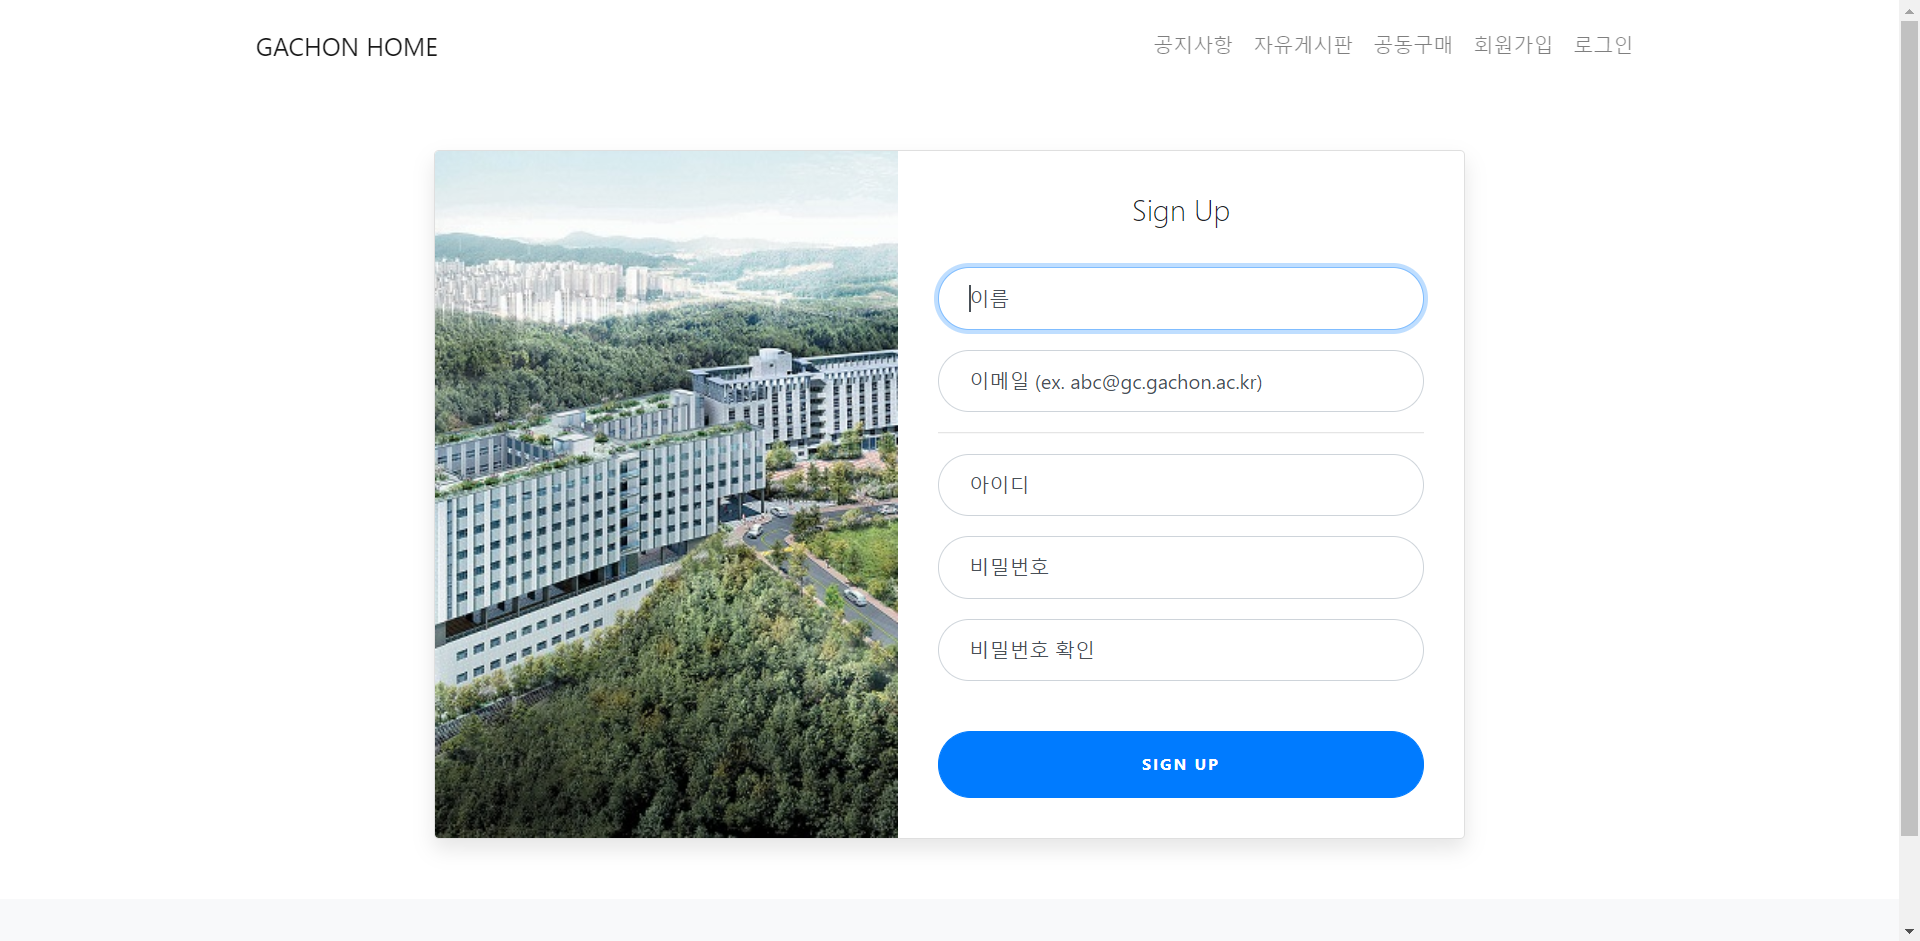 GACHON HOME
공지사항 자유게시판 공동구매 회원가입 로그인
Sign Up
이름
이메일 (ex. abc@gc.gachon.ac.kr)
아이디
비밀번호
비밀번호 확인
SIGN UP